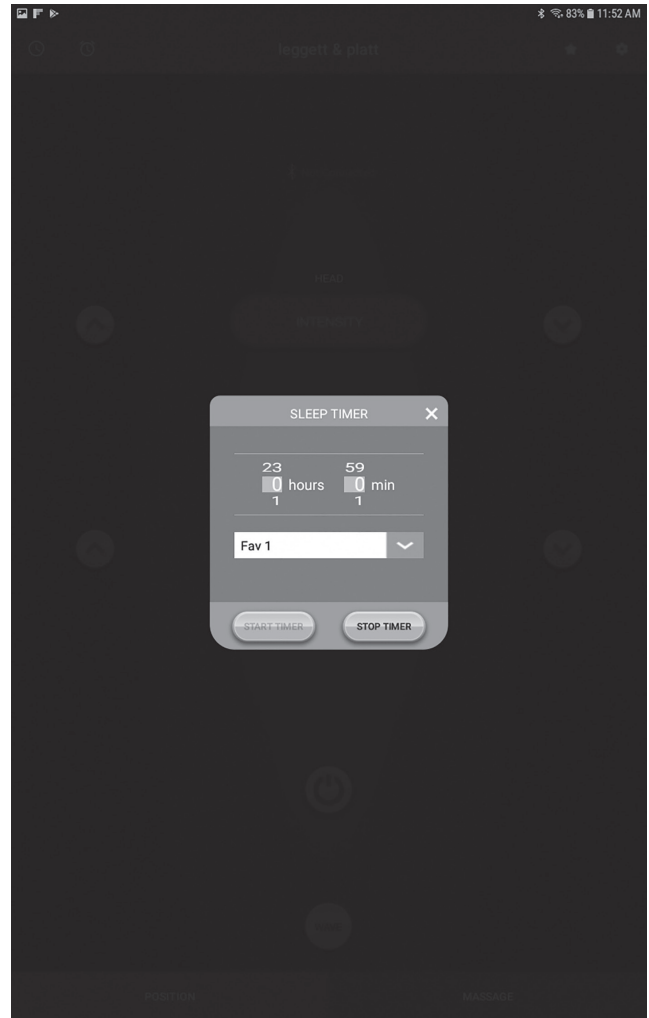 83% 11:52 AM
leggett & platt
HEAD
INTENSITY
SLEEP TIMER
23 59
0 hours 0 min
1 1
Fav 1
START TIMER STOP TIMER
POSITION MASSAGE